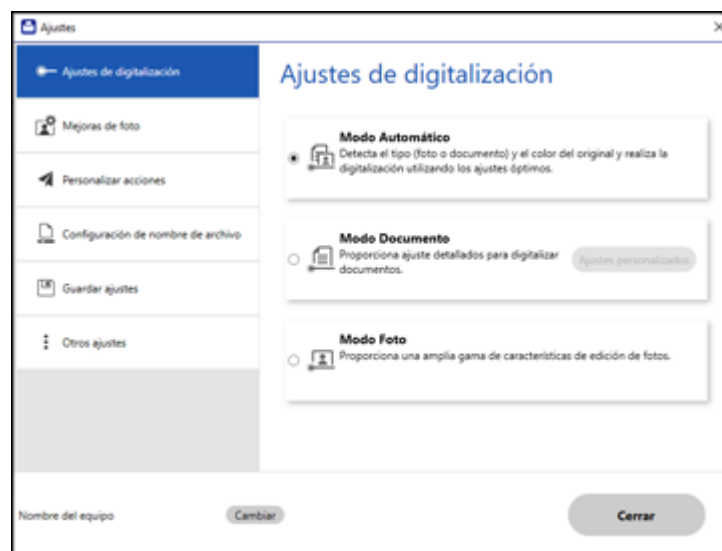 Ajustes
Ajustes de digitalización
Mejoras de foto
Personalizar acciones
Configuración de nombre de archivo
Guardar ajustes
Otros ajustes
Ajustes de digitalización
Modo Automático
Detecta el tipo (foto o documento) y el color del original y realiza la
digitalización utilizando los ajustes óptimos.
Modo Documento
Proporciona ajuste detallados para digitalizar
documentos.
Ajustes personalizados
Modo Foto
Proporciona una amplia gama de características de edición de fotos.
Nombre del equipo
Cambiar
Cerrar